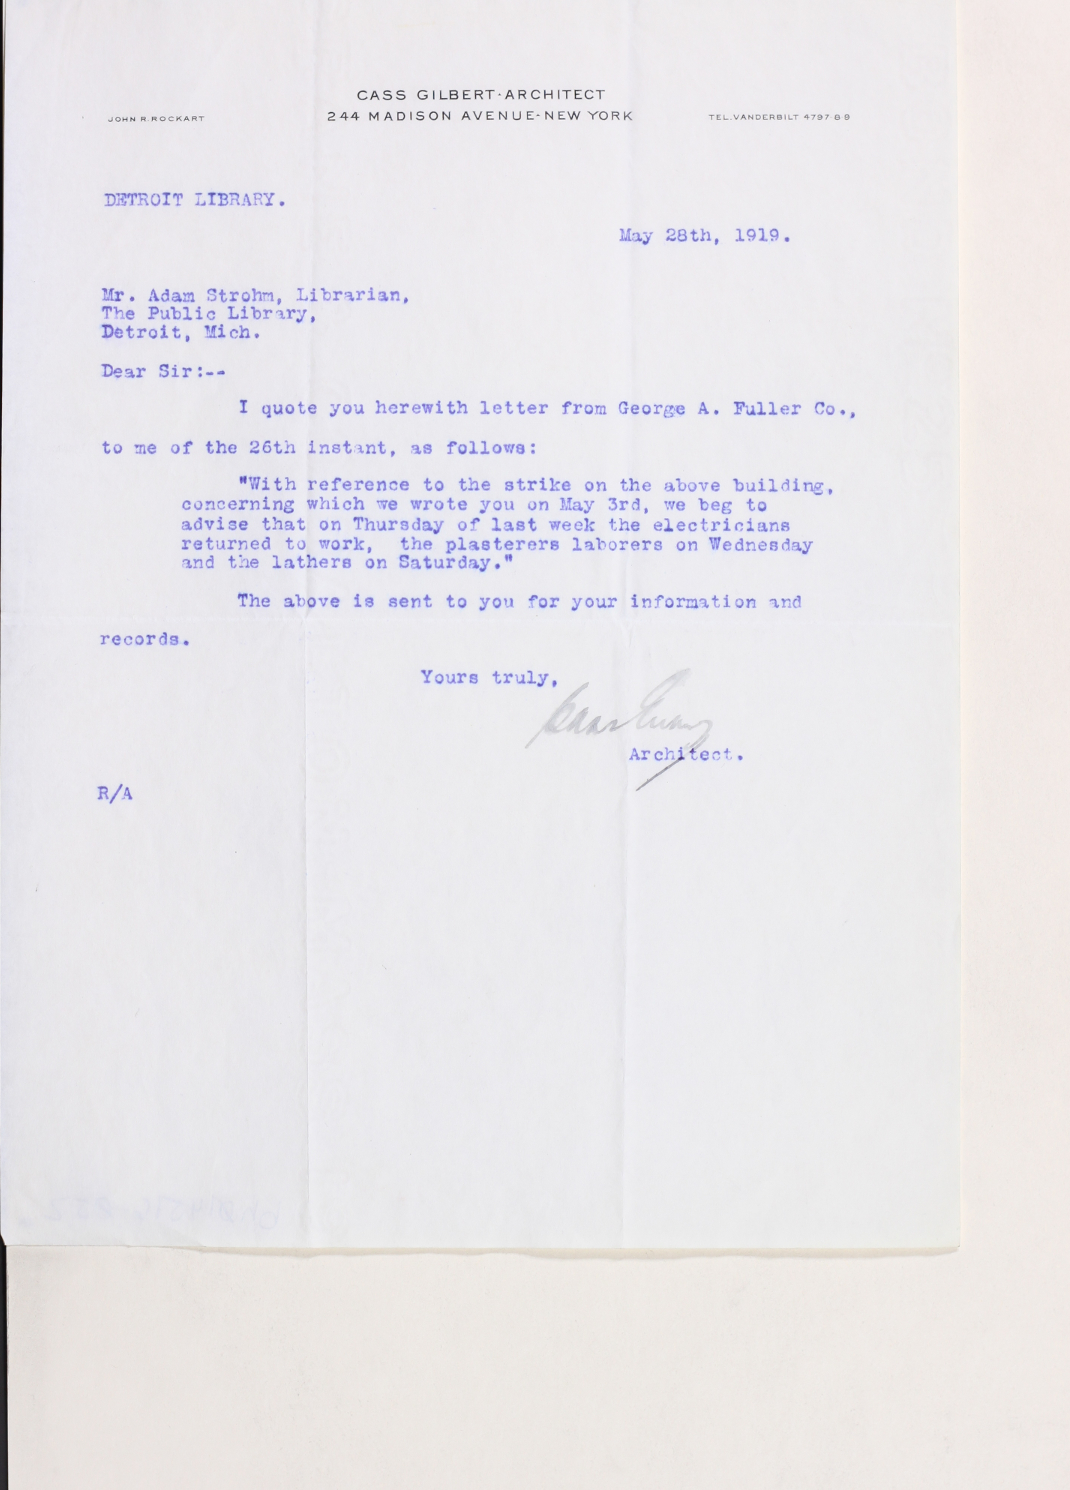 CASS GILBERT·ARCHITECT
244 MADISON AVENUE-NEW YORK
JOHN R. ROCKART
TEL. VANDERBILT 4797 & 8
DETROIT LIBRARY.
May 28th, 1919.
Mr. Adam Strohm, Librarian,
The Public Library,
Detroit, Mich.
Dear Sir:--
I quote you herewith letter from George A. Fuller Co.,
to me of the 26th instant, as follows:
"With reference to the strike on the above building,
concerning which we wrote you on May 3rd, we beg to
advise that on Thursday of last week the electricians
returned to work, the plasterers laborers on Wednesday
and the lathers on Saturday."
The above is sent to you for your information and
records.
Yours truly,
Architect.
R/A